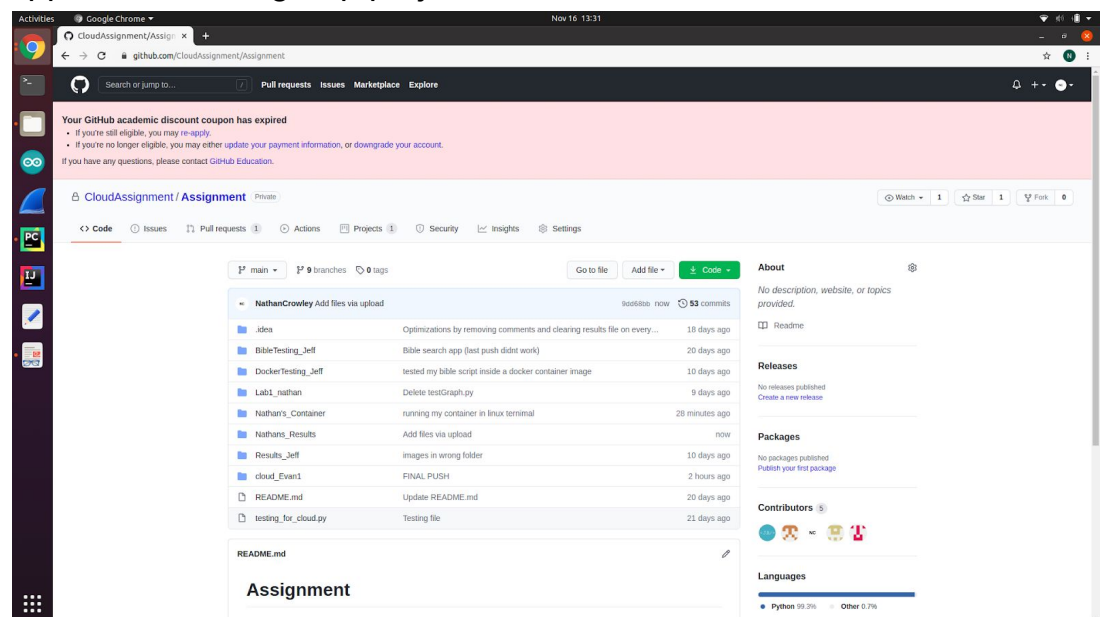 Activities Google Chrome Nov 16 13:31
CloudAssignment/Assign
github.com/CloudAssignment/Assignment
Search or jump to... / Pull requests Issues Marketplace Explore
Your GitHub academic discount coupon has expired
If you're still eligible, you may re-apply.
If you're no longer eligible, you may either update your payment information, or downgrade your account.
If you have any questions, please contact GitHub Education.
CloudAssignment / Assignment Private
Watch 1 Star 1 Fork 0
Code Issues Pull requests 1 Actions Projects 1 Security Insights Settings
main 9 branches 0 tags Go to file Add file Code
NathanCrowley Add files via upload 9dd68bb now 53 commits
.idea Optimizations by removing comments and clearing results file on every… 18 days ago
BibleTesting_Jeff Bible search app (last push didnt work) 20 days ago
DockerTesting_Jeff tested my bible script inside a docker container image 10 days ago
Lab1_nathan Delete testGraph.py 9 days ago
Nathan's_Container running my container in linux ternimal 28 minutes ago
Nathans_Results Add files via upload now
Results_Jeff images in wrong folder 10 days ago
cloud_Evan1 FINAL PUSH 2 hours ago
README.md Update README.md 20 days ago
testing_for_cloud.py Testing file 21 days ago
README.md
Assignment
About
No description, website, or topics
provided.
Readme
Releases
No releases published
Create a new release
Packages
No packages published
Publish your first package
Contributors 5
Languages
Python 99.3% Other 0.7%